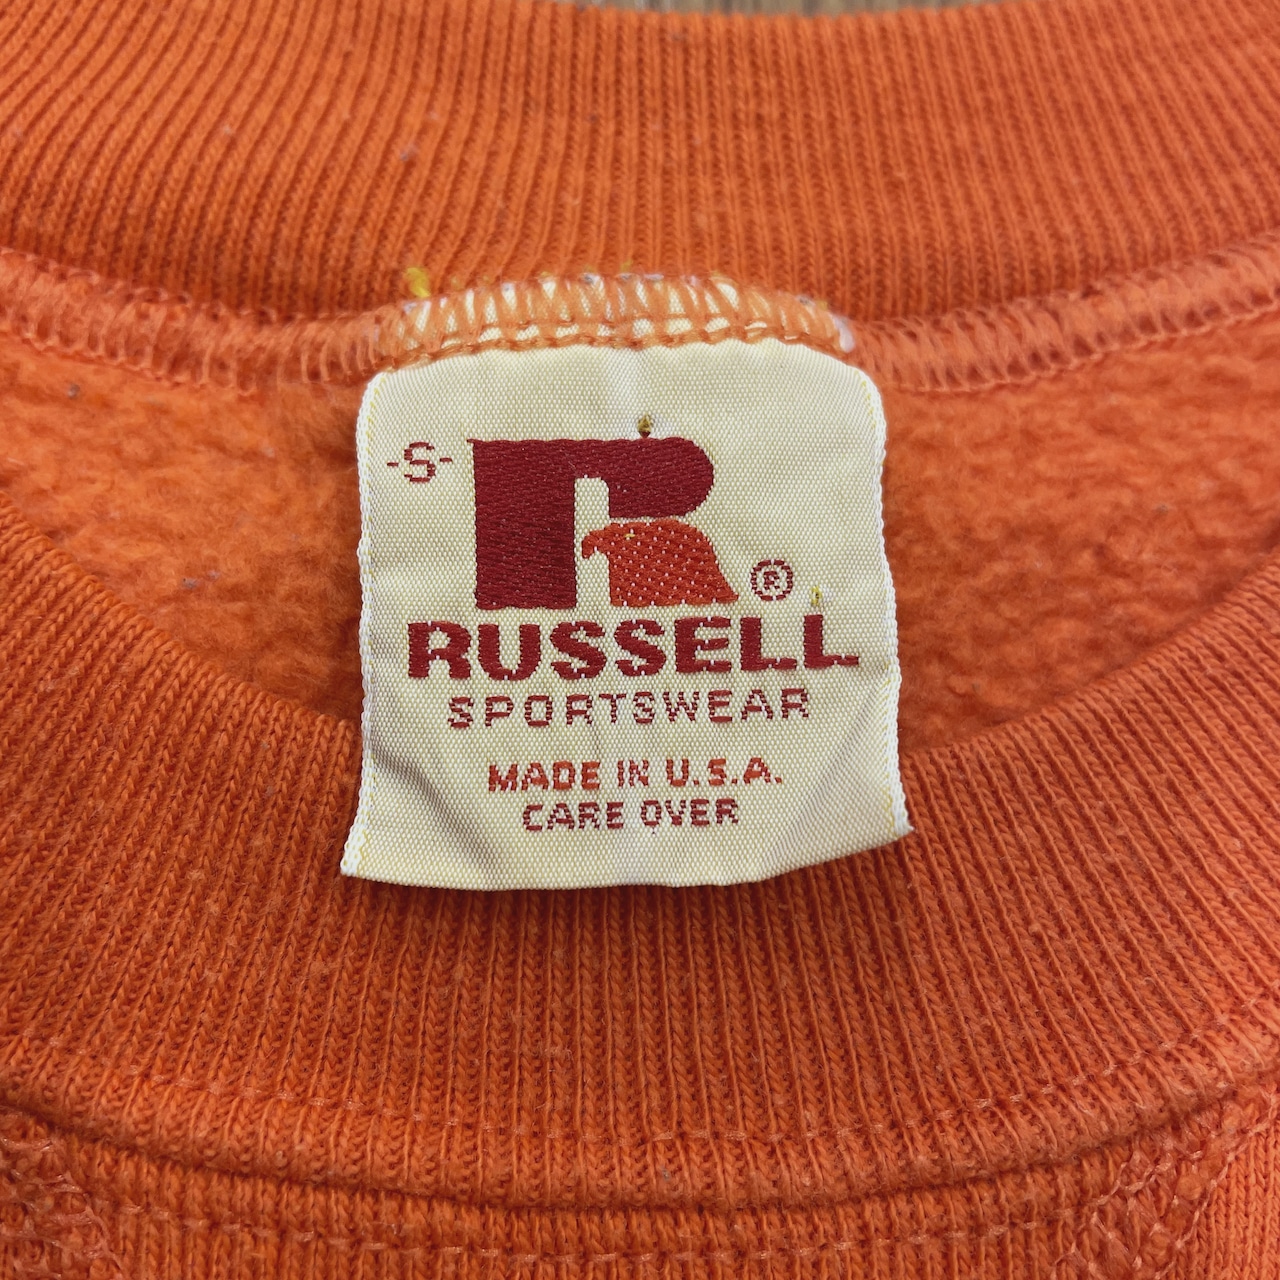 -S-
R
®
RUSSELL
SPORTSWEAR
MADE IN U.S.A.
CARE OVER